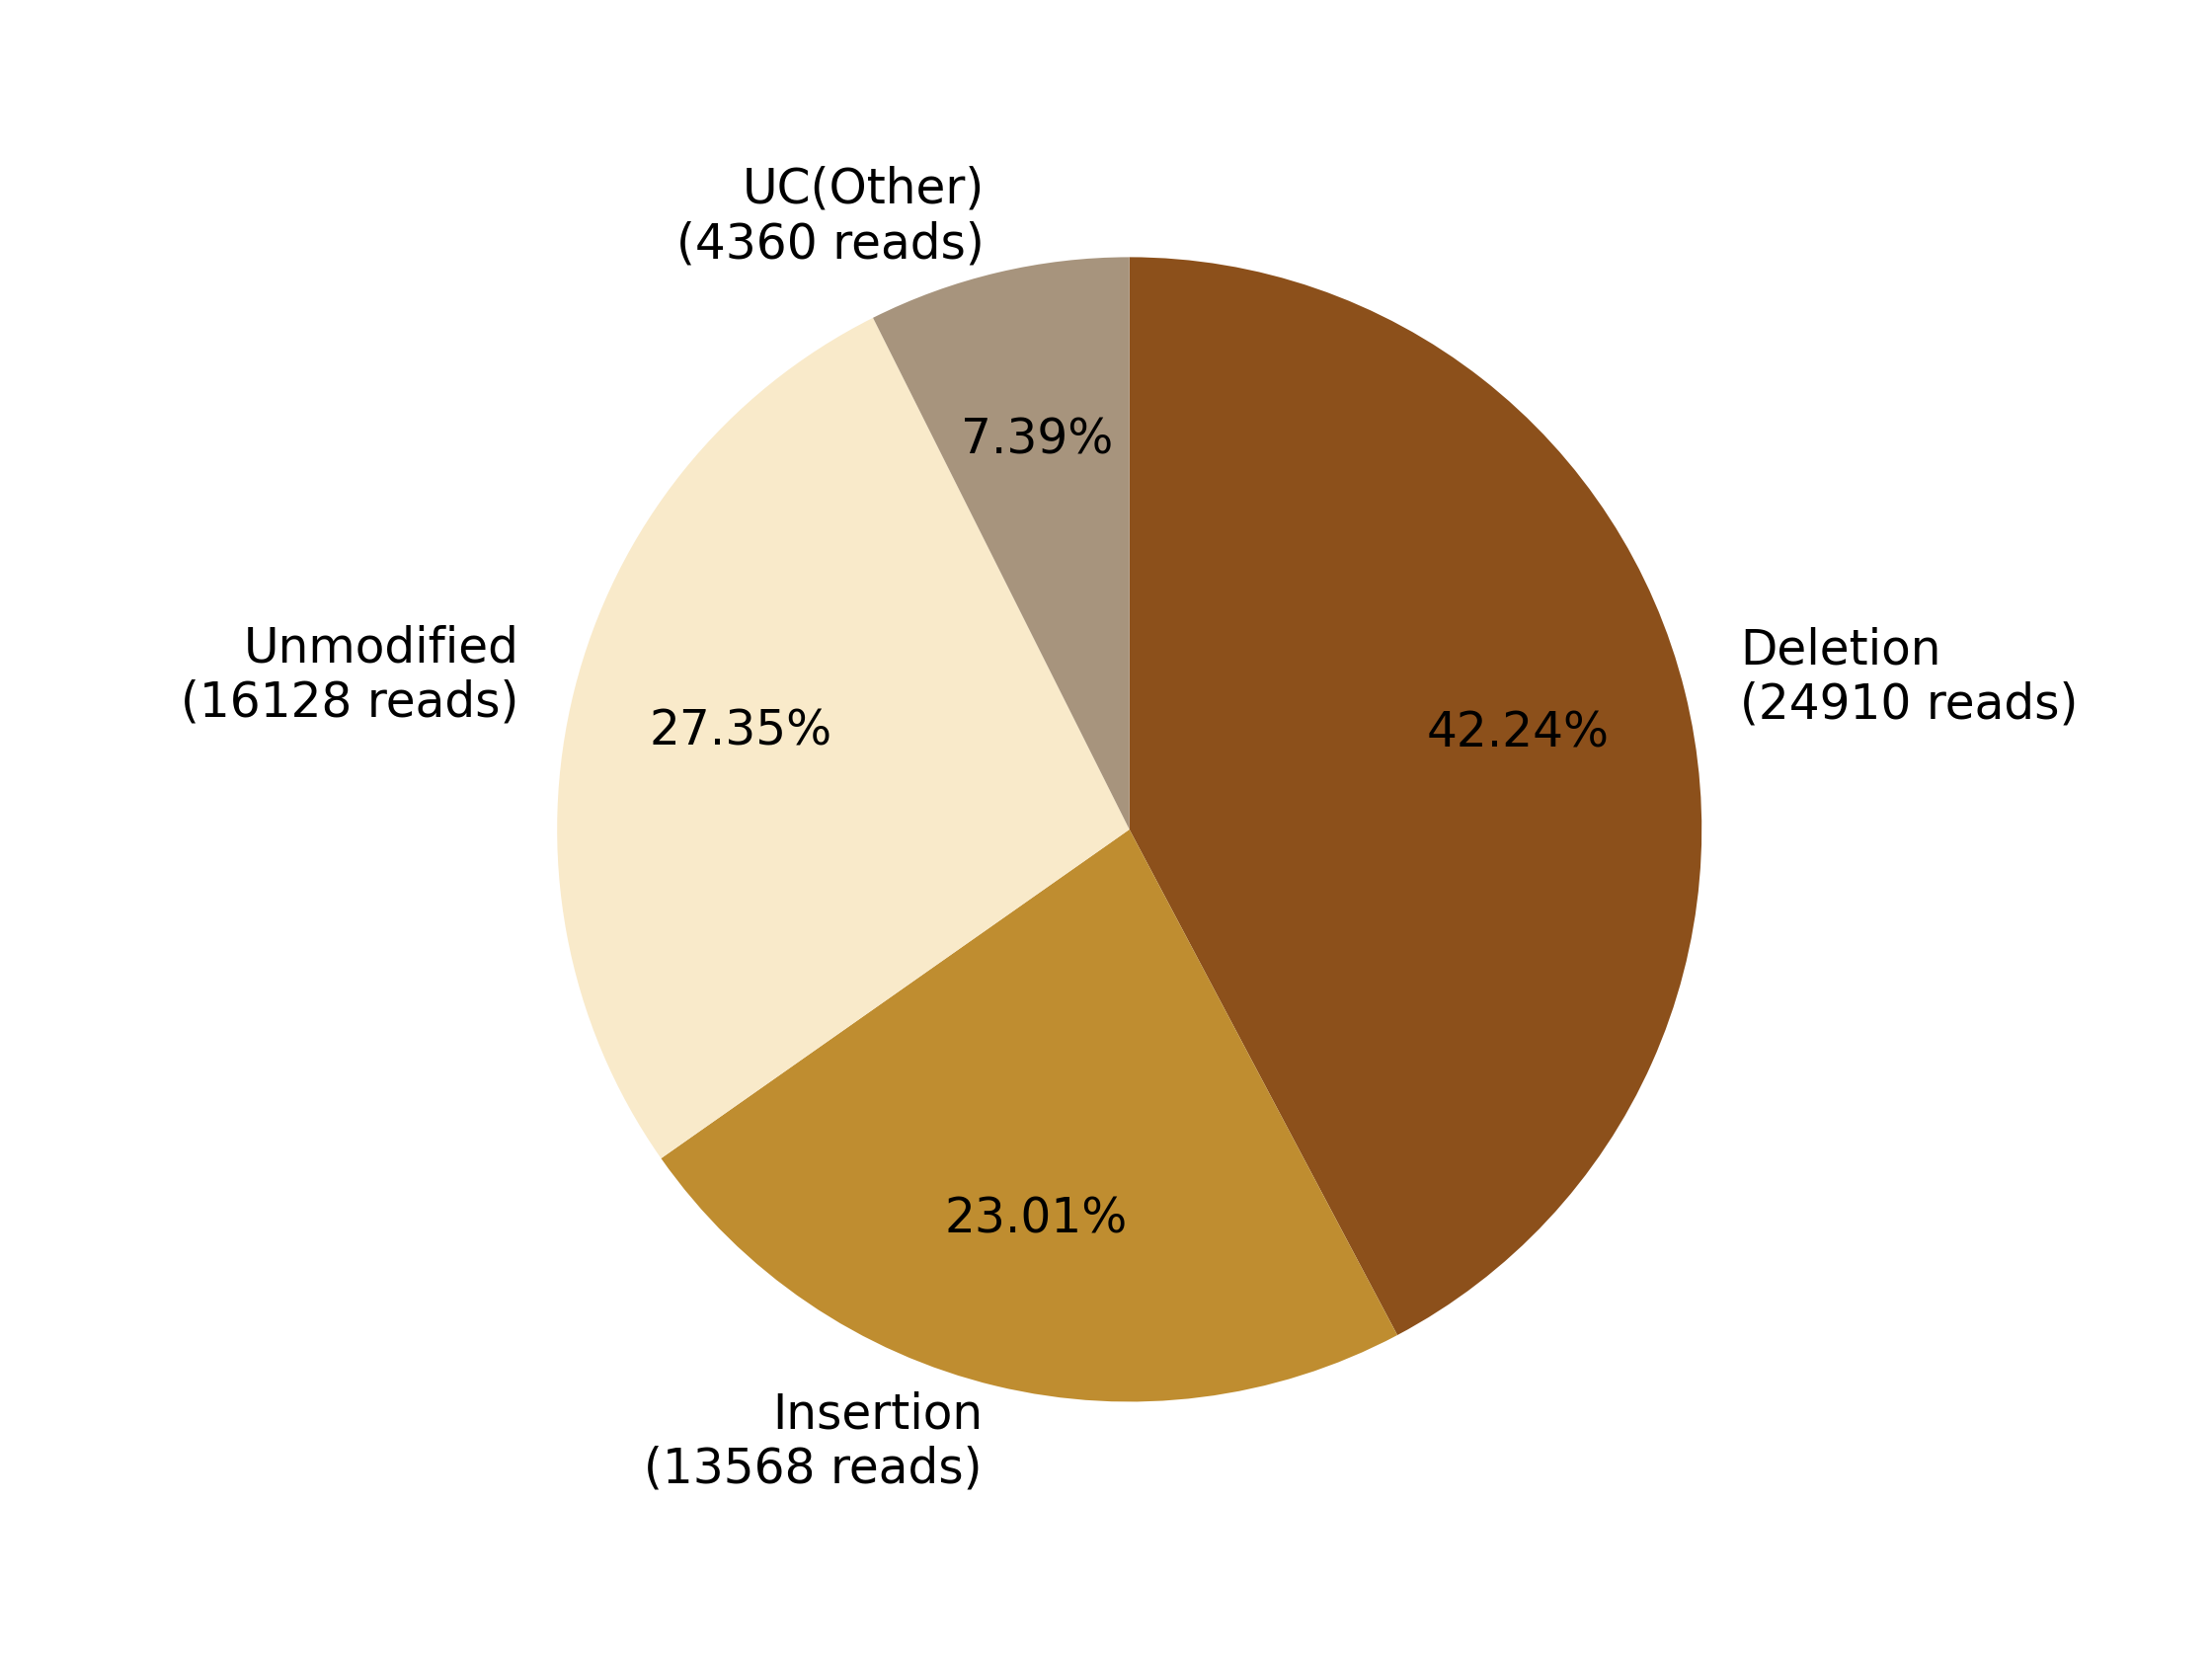 UC(Other)
(4360 reads)
7.39%
Unmodified
(16128 reads)
27.35%
Deletion
(24910 reads)
42.24%
23.01%
Insertion
(13568 reads)